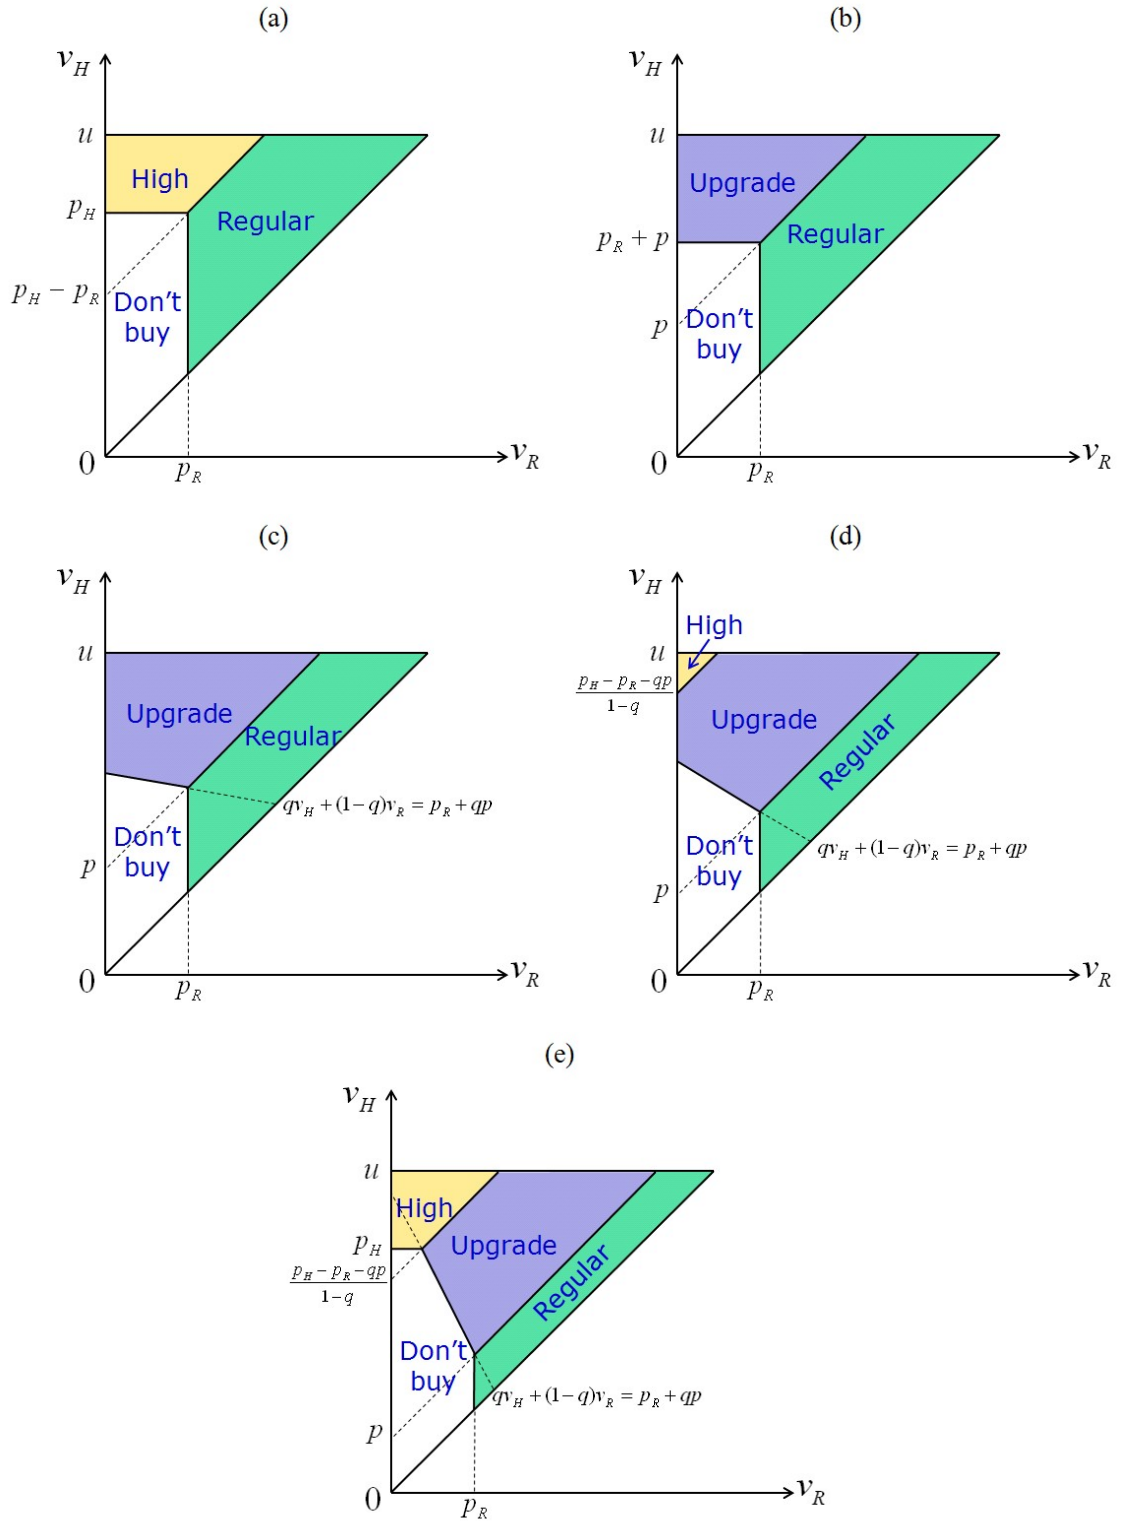 (a)
v_H
u
High
p_H
Regular
p_H − p_R
Don't
buy
0
p_R
v_R
(b)
v_H
u
Upgrade
p_R + p
Regular
p
Don't
buy
0
p_R
v_R
(c)
v_H
u
Upgrade
Regular
qv_H + (1−q)v_R = p_R + qp
Don't
buy
p
0
p_R
v_R
(d)
v_H
High
u
p_H − p_R − qp
1−q
Upgrade
Regular
qv_H + (1−q)v_R = p_R + qp
Don't
buy
p
0
p_R
v_R
(e)
v_H
u
High
p_H
Upgrade
p_H − p_R − qp
1−q
Regular
Don't
buy
qv_H + (1−q)v_R = p_R + qp
p
0
p_R
v_R